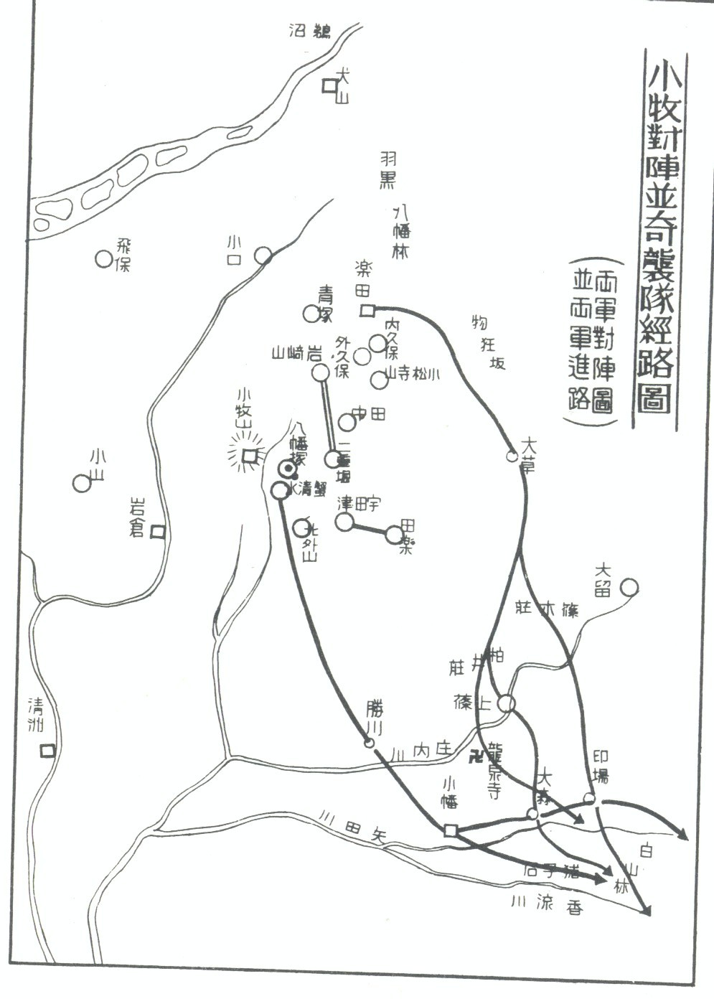 小牧對陣並奇襲隊經路圖
(両軍對陣圖
並両軍進路)
鵜沼
犬山
羽黒
八幡林
楽田
小口
飛保
青塚
内久保
外久保
岩崎山
小松寺山
物狂坂
田中
小牧山
八幡塚
二重堀
蟹清水
大草
小山
岩倉
宇田津
田楽
北外山
大留
篠木荘
柏井荘
上篠
清洲
勝川
庄内川
卍
龍泉寺
小幡
大森
印場
矢田川
白山林
猪子石
香流川